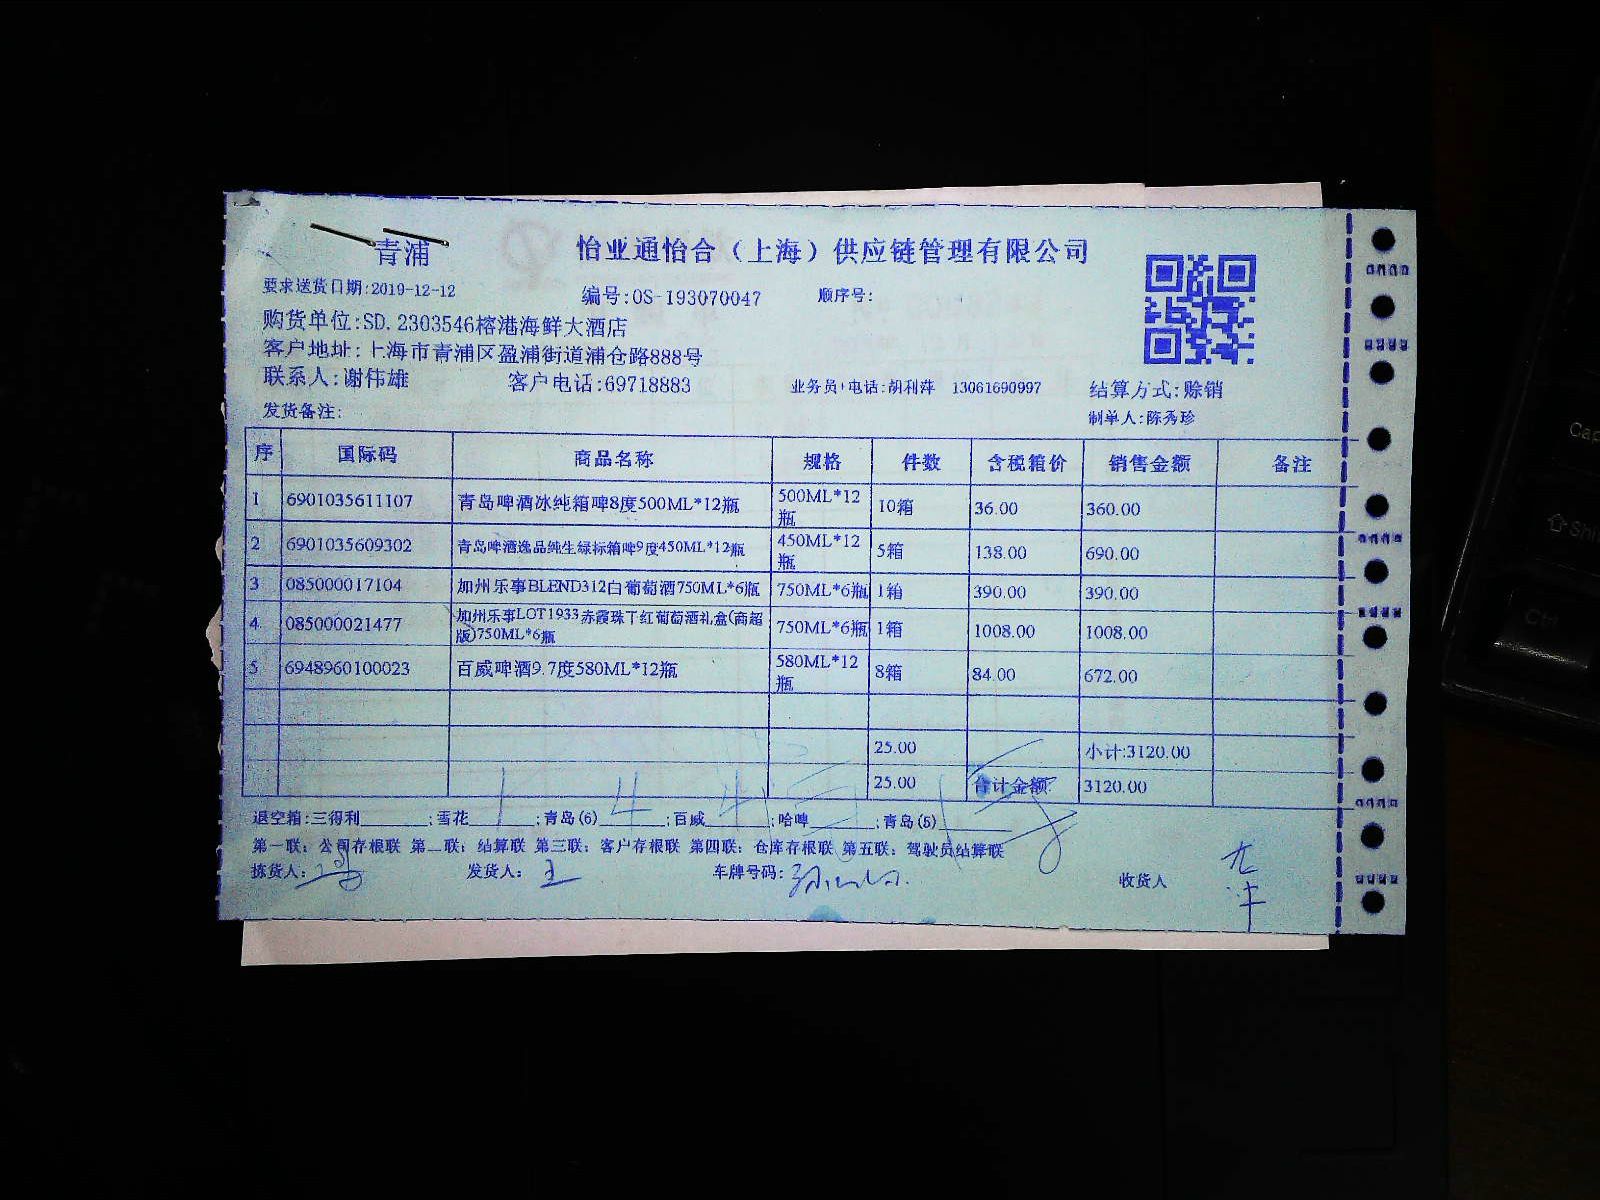 青浦
怡亚通怡合（上海）供应链管理有限公司
要求送货日期:2019-12-12
编号:OS-193070047 顺序号:
购货单位:SD.2303546榕港海鲜大酒店
客户地址:上海市青浦区盈浦街道浦仓路888号
联系人:谢伟雄 客户电话:69718883 业务员+电话:胡利萍 13061690997 结算方式:赊销
发货备注: 制单人:陈秀珍
序 国际码 商品名称 规格 件数 含税箱价 销售金额 备注
1 6901035611107 青岛啤酒冰纯箱啤8度500ML*12瓶 500ML*12瓶 10箱 36.00 360.00
2 6901035609302 青岛啤酒逸品纯生绿标箱啤9度450ML*12瓶 450ML*12瓶 5箱 138.00 690.00
3 085000017104 加州乐事BLEND312白葡萄酒750ML*6瓶 750ML*6瓶 1箱 390.00 390.00
4 085000021477 加州乐事LOT1933赤霞珠干红葡萄酒礼盒(商超版)750ML*6瓶 750ML*6瓶 1箱 1008.00 1008.00
5 6948960100023 百威啤酒9.7度580ML*12瓶 580ML*12瓶 8箱 84.00 672.00
25.00 小计:3120.00
25.00 合计金额: 3120.00
退空箱:三得利 ;雪花 ;青岛(6) ;百威 ;哈啤 ;青岛(5)
第一联：公司存根联 第二联：结算联 第三联：客户存根联 第四联：仓库存根联 第五联：驾驶员结算联
拣货人: 发货人: 王 车牌号码: 收货人
Shift
Ctrl